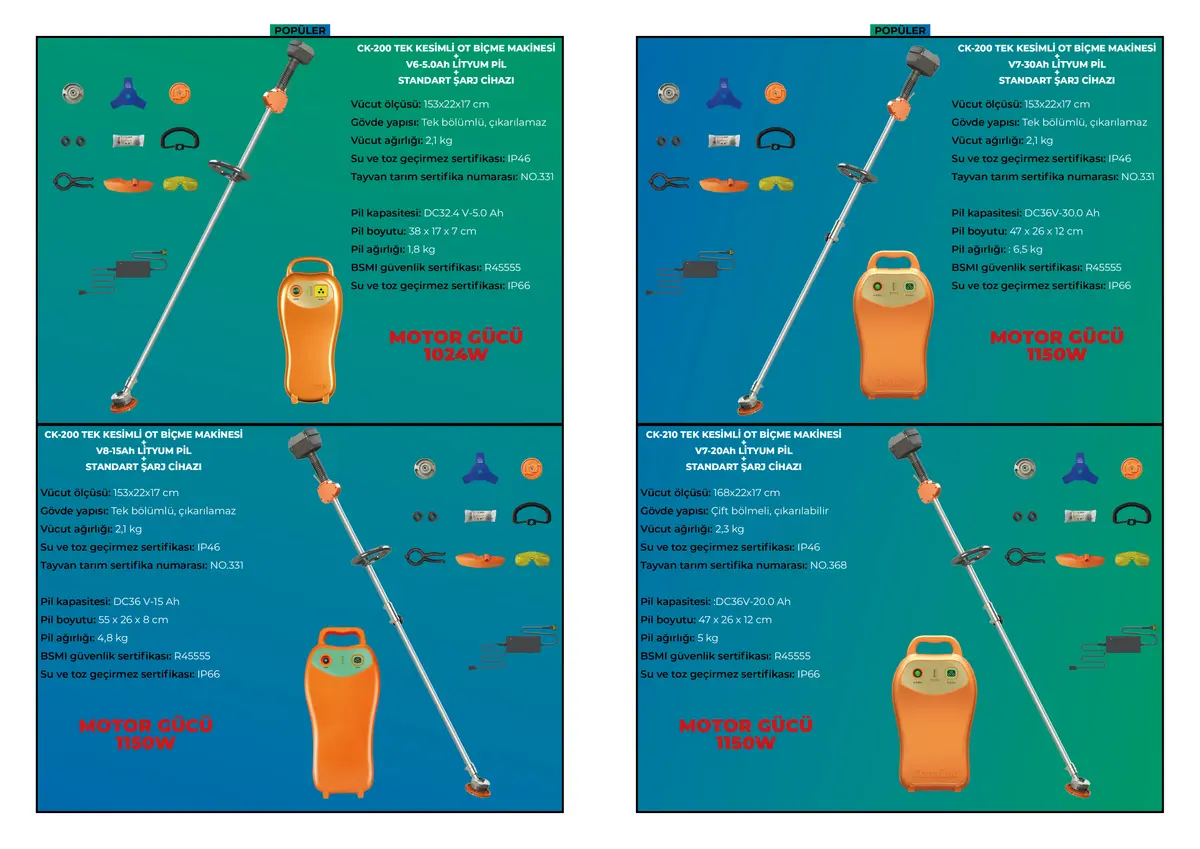 POPÜLER
CK-200 TEK KESİMLİ OT BİÇME MAKİNESİ
+
V6-5.0Ah LİTYUM PİL
+
STANDART ŞARJ CİHAZI
Vücut ölçüsü: 153x22x17 cm
Gövde yapısı: Tek bölümlü, çıkarılamaz
Vücut ağırlığı: 2,1 kg
Su ve toz geçirmez sertifikası: IP46
Tayvan tarım sertifika numarası: NO.331
Pil kapasitesi: DC32.4 V-5.0 Ah
Pil boyutu: 38 x 17 x 7 cm
Pil ağırlığı: 1,8 kg
BSMI güvenlik sertifikası: R45555
Su ve toz geçirmez sertifikası: IP66
MOTOR GÜCÜ
1024W
CK-200 TEK KESİMLİ OT BİÇME MAKİNESİ
+
V8-15Ah LİTYUM PİL
+
STANDART ŞARJ CİHAZI
Vücut ölçüsü: 153x22x17 cm
Gövde yapısı: Tek bölümlü, çıkarılamaz
Vücut ağırlığı: 2,1 kg
Su ve toz geçirmez sertifikası: IP46
Tayvan tarım sertifika numarası: NO.331
Pil kapasitesi: DC36 V-15 Ah
Pil boyutu: 55 x 26 x 8 cm
Pil ağırlığı: 4,8 kg
BSMI güvenlik sertifikası: R45555
Su ve toz geçirmez sertifikası: IP66
MOTOR GÜCÜ
1150W
POPÜLER
CK-200 TEK KESİMLİ OT BİÇME MAKİNESİ
+
V7-30Ah LİTYUM PİL
+
STANDART ŞARJ CİHAZI
Vücut ölçüsü: 153x22x17 cm
Gövde yapısı: Tek bölümlü, çıkarılamaz
Vücut ağırlığı: 2,1 kg
Su ve toz geçirmez sertifikası: IP46
Tayvan tarım sertifika numarası: NO.331
Pil kapasitesi: DC36V-30.0 Ah
Pil boyutu: 47 x 26 x 12 cm
Pil ağırlığı: : 6,5 kg
BSMI güvenlik sertifikası: R45555
Su ve toz geçirmez sertifikası: IP66
MOTOR GÜCÜ
1150W
CK-210 TEK KESİMLİ OT BİÇME MAKİNESİ
+
V7-20Ah LİTYUM PİL
+
STANDART ŞARJ CİHAZI
Vücut ölçüsü: 168x22x17 cm
Gövde yapısı: Çift bölmeli, çıkarılabilir
Vücut ağırlığı: 2,3 kg
Su ve toz geçirmez sertifikası: IP46
Tayvan tarım sertifika numarası: NO.368
Pil kapasitesi: :DC36V-20.0 Ah
Pil boyutu: 47 x 26 x 12 cm
Pil ağırlığı: 5 kg
BSMI güvenlik sertifikası: R45555
Su ve toz geçirmez sertifikası: IP66
MOTOR GÜCÜ
1150W